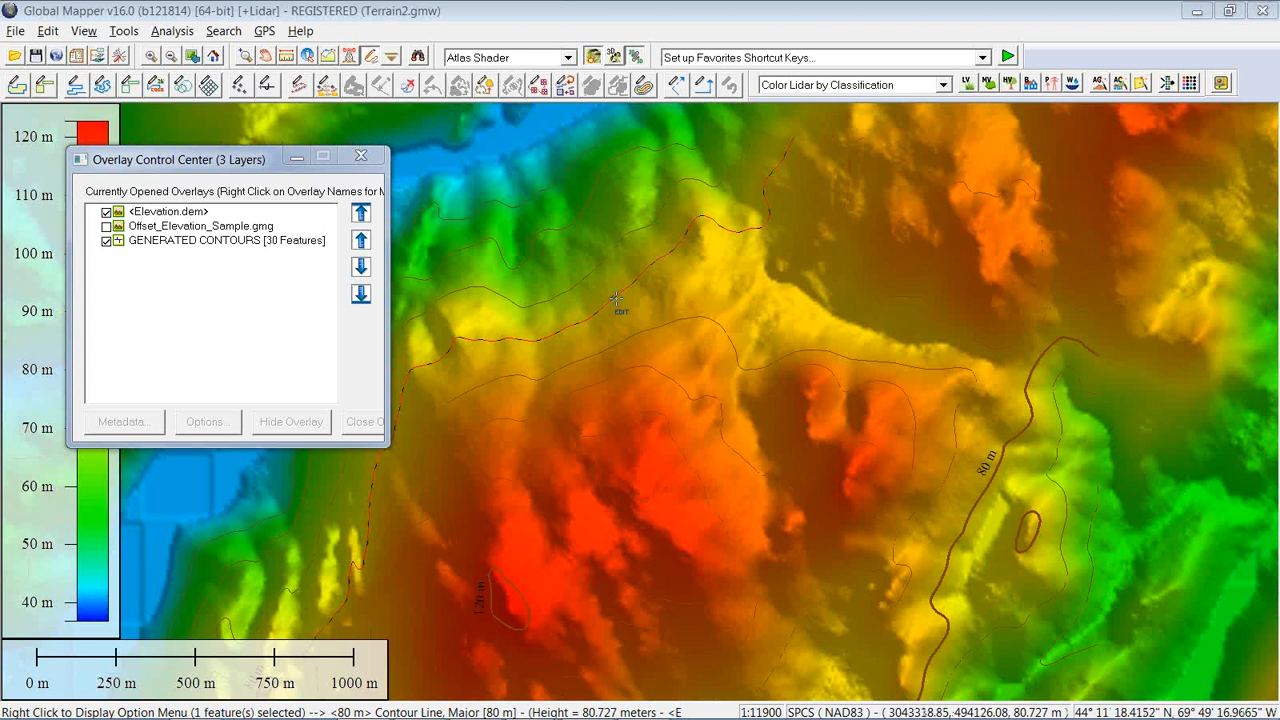 Global Mapper v16.0 (b121814) [64-bit] [+Lidar] - REGISTERED (Terrain2.gmw)
File Edit View Tools Analysis Search GPS Help
Atlas Shader
Set up Favorites Shortcut Keys...
Color Lidar by Classification
120 m
110 m
100 m
90 m
80 m
70 m
60 m
50 m
40 m
Overlay Control Center (3 Layers)
Currently Opened Overlays (Right Click on Overlay Names for M
<Elevation.dem>
Offset_Elevation_Sample.gmg
GENERATED CONTOURS [30 Features]
Metadata... Options... Hide Overlay Close O
EDIT
80 m
120 m
0 m 250 m 500 m 750 m 1000 m
Right Click to Display Option Menu (1 feature(s) selected) --> <80 m> Contour Line, Major [80 m] - (Height = 80.727 meters - <E
1:11900 SPCS ( NAD83 ) - ( 3043318.85, -494126.08, 80.727 m ) 44° 11' 18.4152" N, 69° 49' 16.9665" W